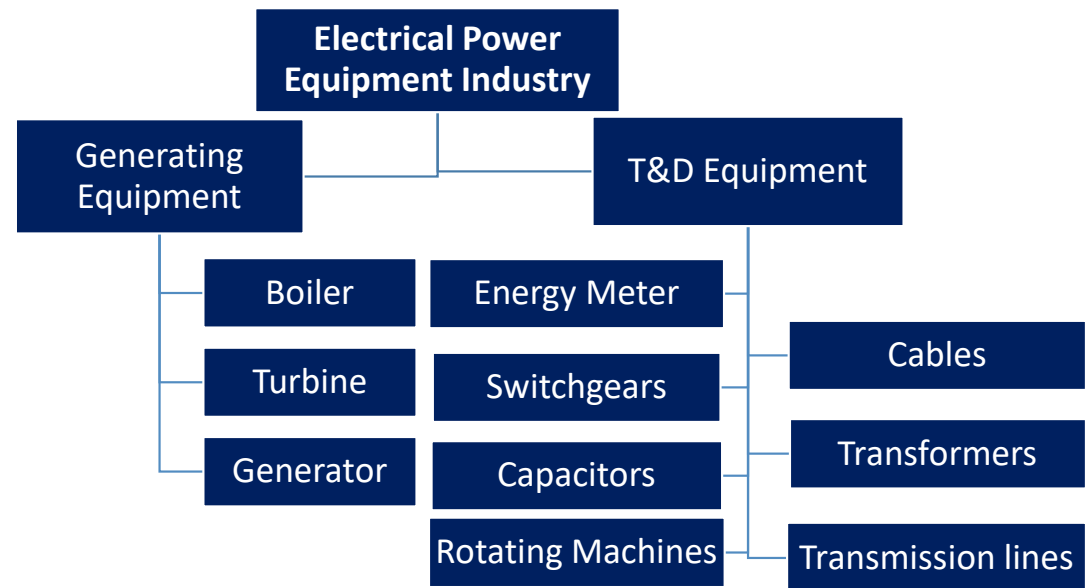 Electrical Power
Equipment Industry
Generating
Equipment
T&D Equipment
Boiler
Turbine
Generator
Energy Meter
Switchgears
Capacitors
Rotating Machines
Cables
Transformers
Transmission lines